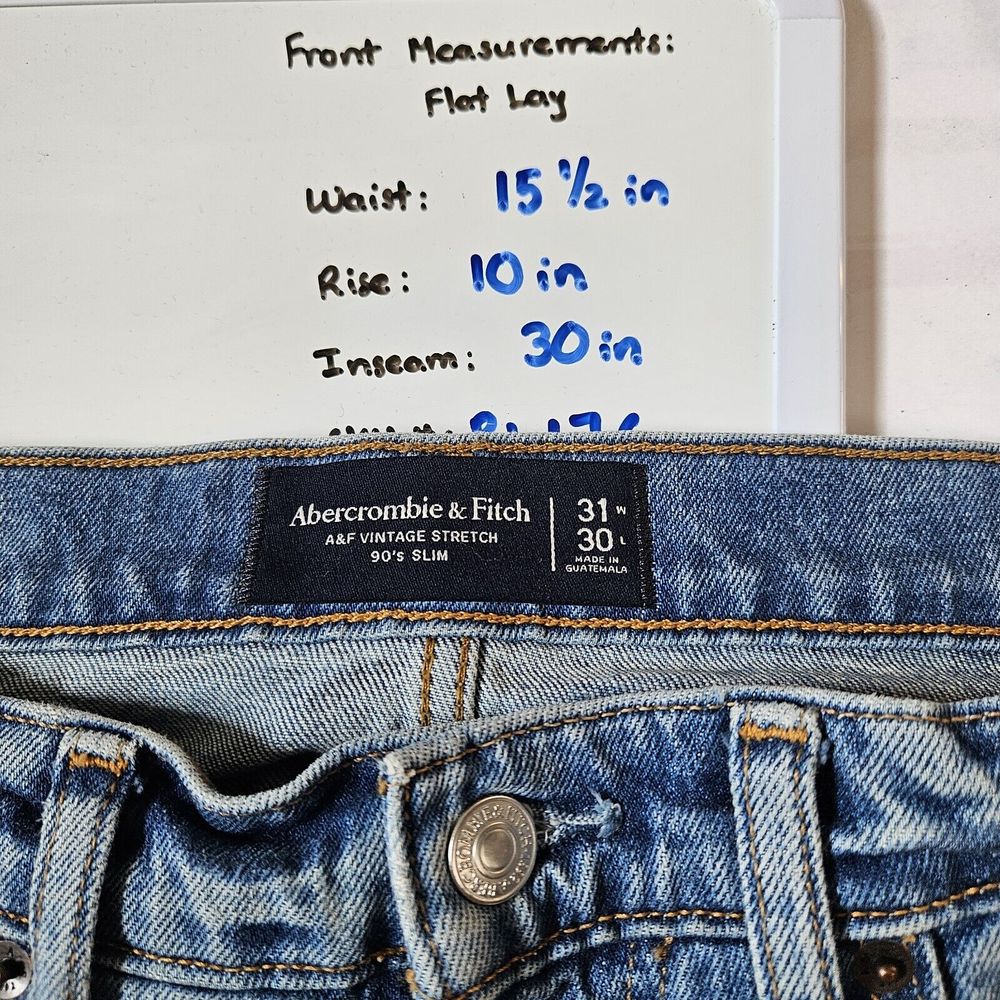 Front Measurements:
Flat Lay
Waist: 15 ½ in
Rise: 10 in
Inseam: 30 in
Abercrombie & Fitch
A&F VINTAGE STRETCH
90's SLIM
31 W
30 L
MADE IN
GUATEMALA